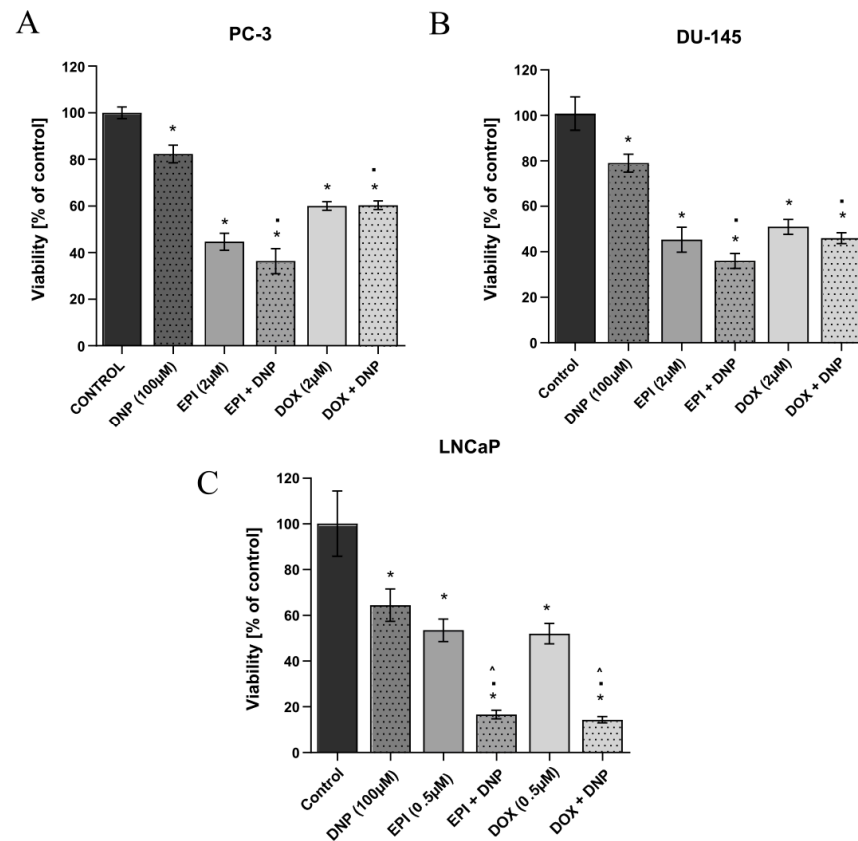 A
PC-3
Viability [% of control]
120
100
80
60
40
20
0
*
*
*
▪
*
*
▪
*
CONTROL
DNP (100µM)
EPI (2µM)
EPI + DNP
DOX (2µM)
DOX + DNP
B
DU-145
Viability [% of control]
120
100
80
60
40
20
0
*
*
▪
*
*
▪
*
Control
DNP (100µM)
EPI (2µM)
EPI + DNP
DOX (2µM)
DOX + DNP
C
LNCaP
Viability [% of control]
120
100
80
60
40
20
0
*
*
^
▪
*
*
^
▪
*
Control
DNP (100µM)
EPI (0 .5µM)
EPI + DNP
DOX (0 .5µM)
DOX + DNP